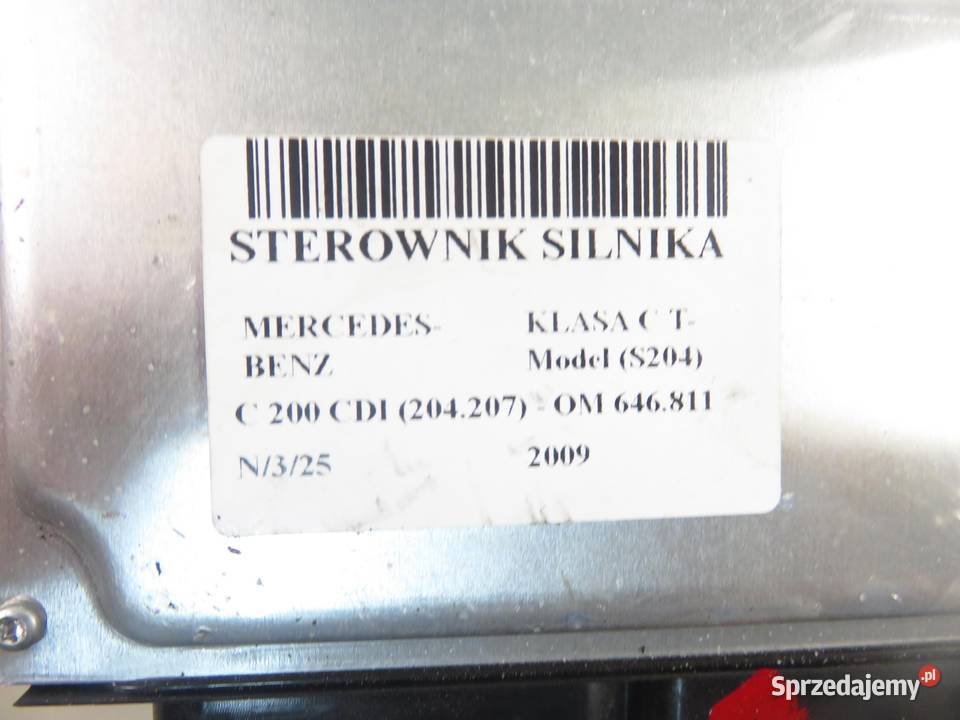 STEROWNIK SILNIKA
MERCEDES-
BENZ
KLASA C T-
Model (S204)
C 200 CDI (204.207) - OM 646.811
N/3/25
2009
Sprzedajemy.pl